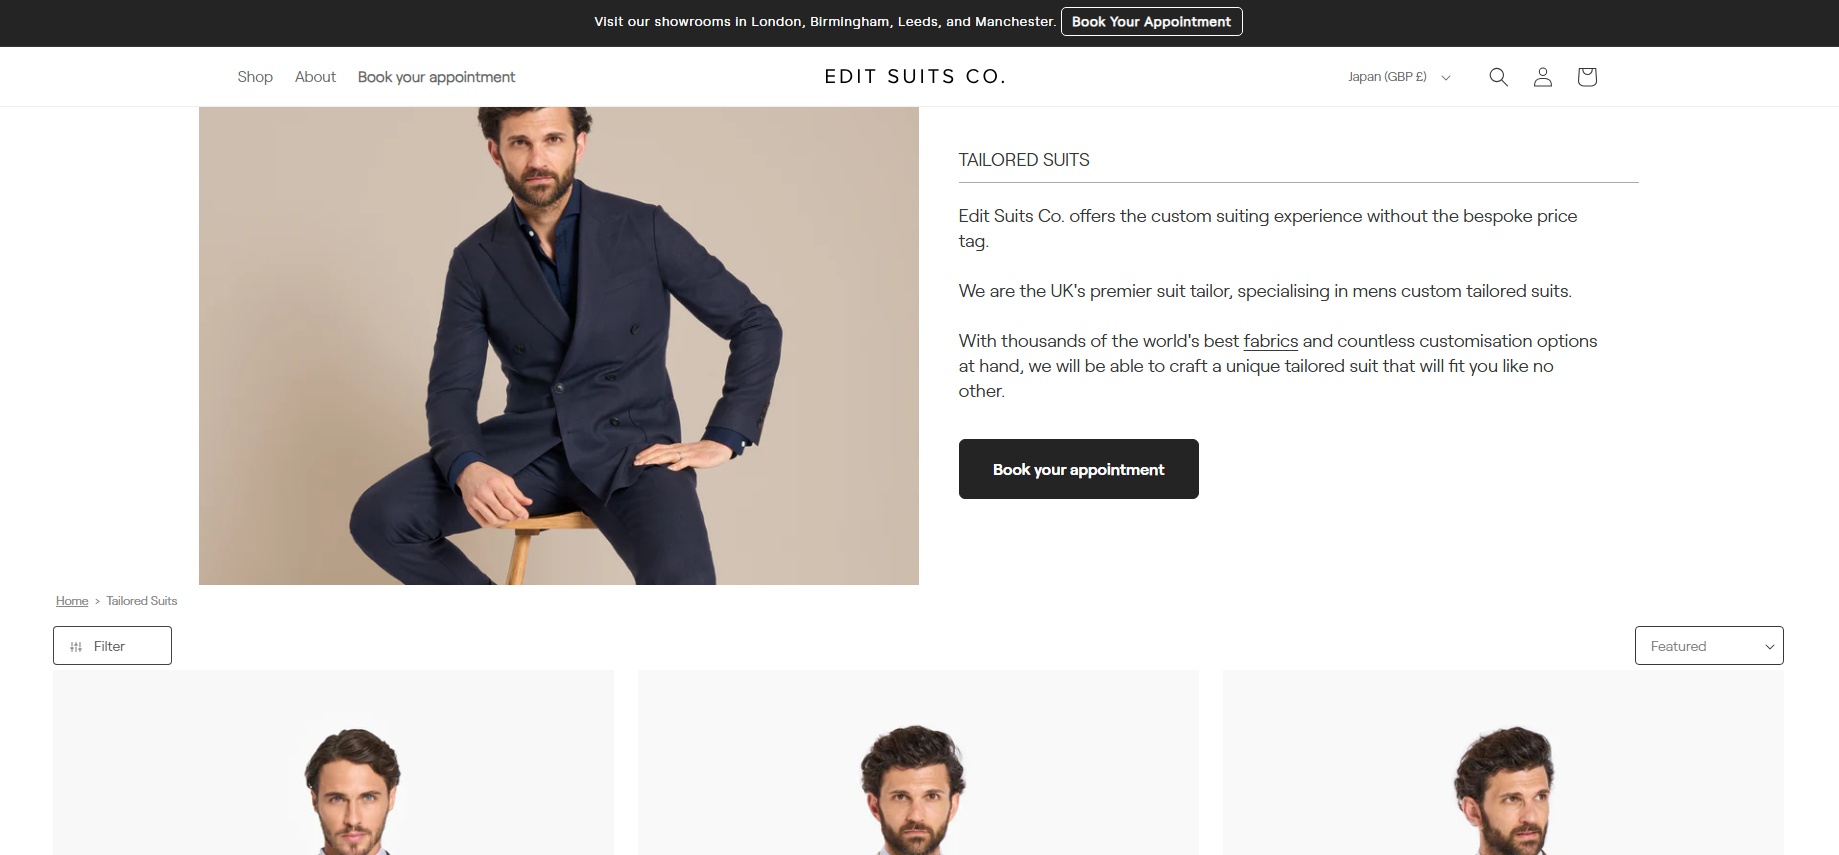 Visit our showrooms in London, Birmingham, Leeds, and Manchester. Book Your Appointment
Shop About Book your appointment EDIT SUITS CO. Japan (GBP £)
TAILORED SUITS
Edit Suits Co. offers the custom suiting experience without the bespoke price
tag.
We are the UK's premier suit tailor, specialising in mens custom tailored suits.
With thousands of the world's best fabrics and countless customisation options
at hand, we will be able to craft a unique tailored suit that will fit you like no
other.
Book your appointment
Home > Tailored Suits
Filter Featured